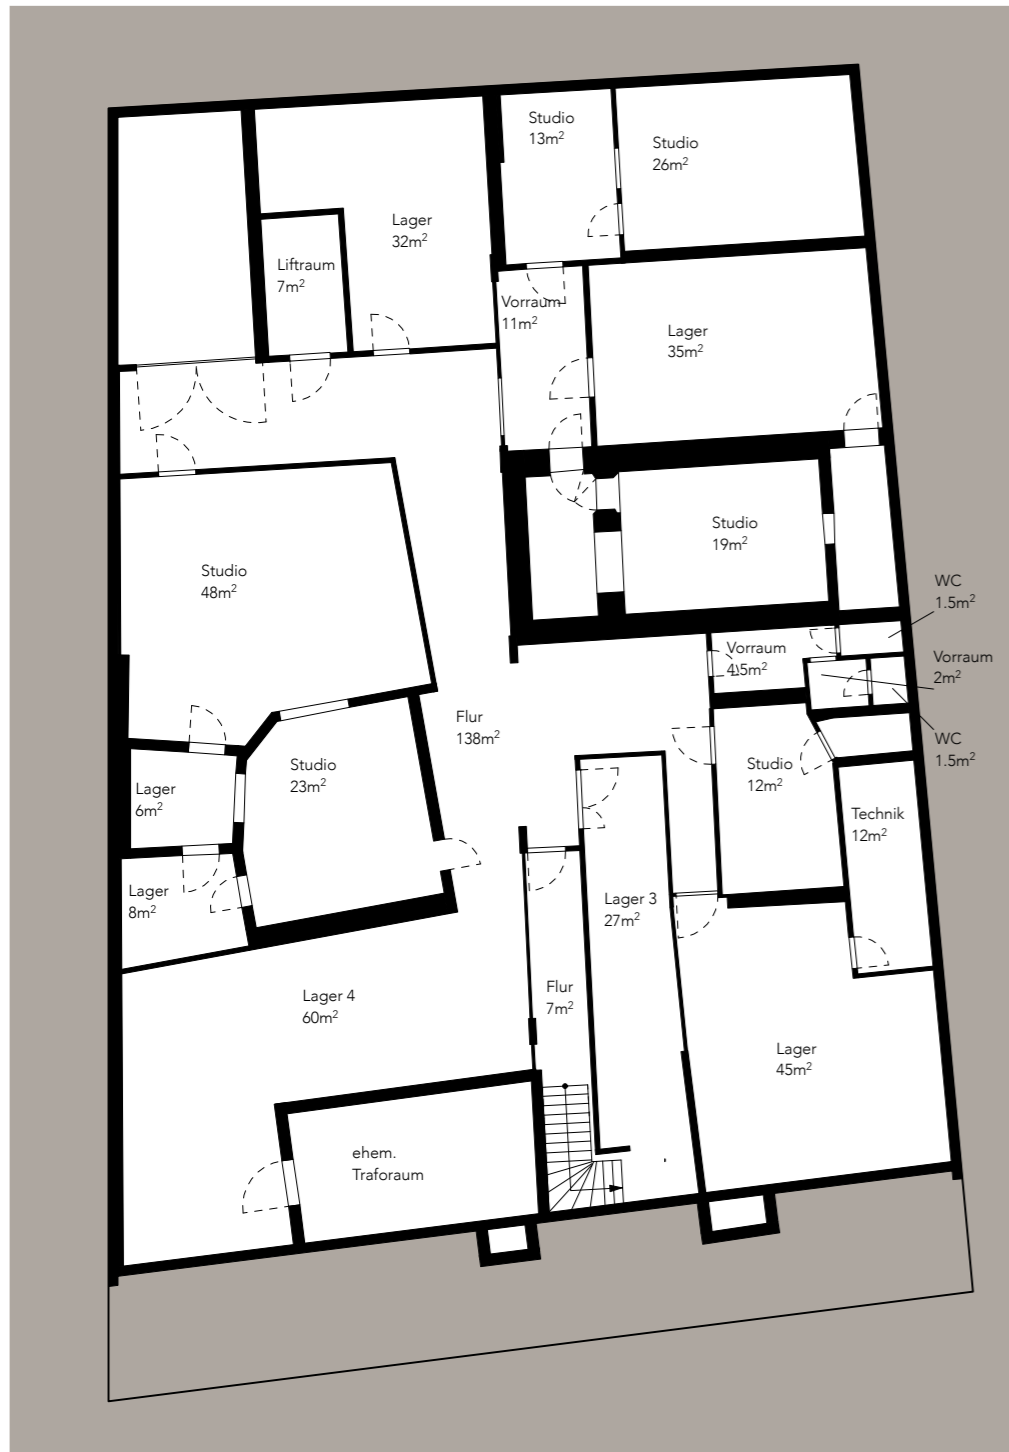 Studio
13m²
Studio
26m²
Lager
32m²
Liftraum
7m²
Vorraum
11m²
Lager
35m²
Studio
19m²
Studio
48m²
WC
1.5m²
Vorraum
4.5m²
Vorraum
2m²
Flur
138m²
WC
1.5m²
Studio
23m²
Studio
12m²
Lager
6m²
Technik
12m²
Lager
8m²
Lager 3
27m²
Lager 4
60m²
Flur
7m²
Lager
45m²
ehem.
Traforaum